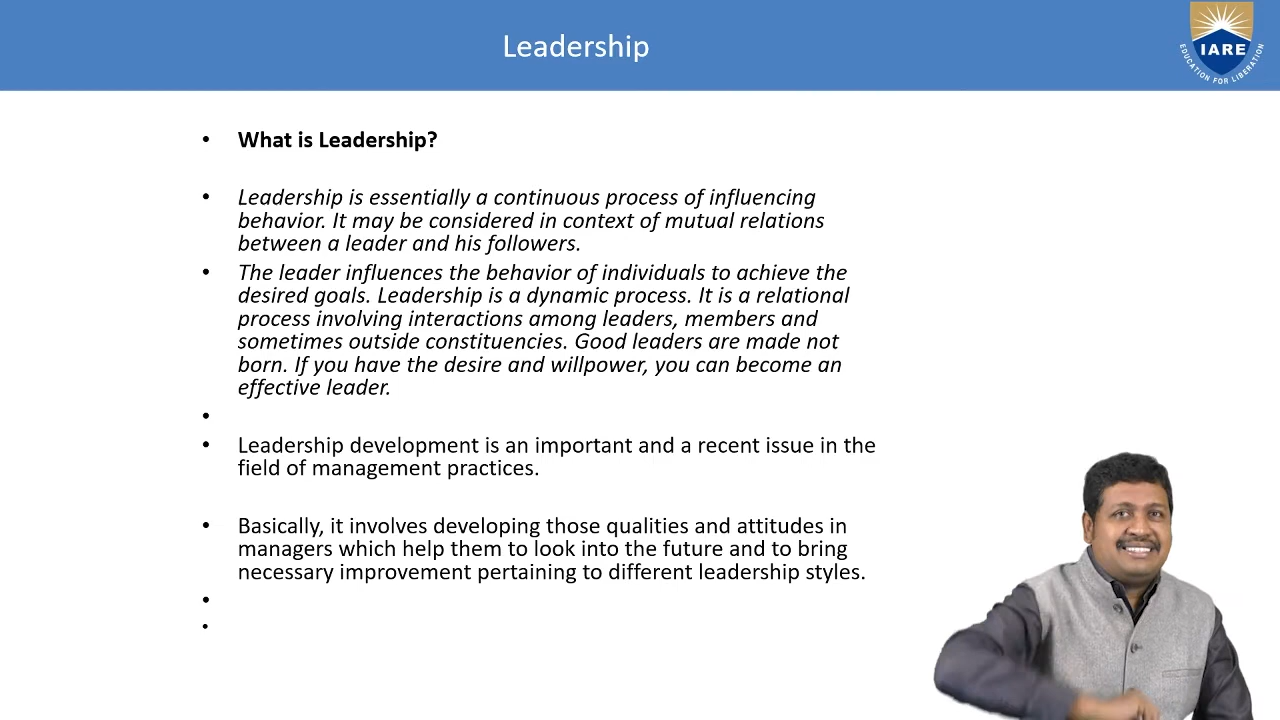 Leadership
IARE
EDUCATION FOR LIBERATION
• What is Leadership?
• Leadership is essentially a continuous process of influencing
behavior. It may be considered in context of mutual relations
between a leader and his followers.
• The leader influences the behavior of individuals to achieve the
desired goals. Leadership is a dynamic process. It is a relational
process involving interactions among leaders, members and
sometimes outside constituencies. Good leaders are made not
born. If you have the desire and willpower, you can become an
effective leader.
•
• Leadership development is an important and a recent issue in the
field of management practices.
• Basically, it involves developing those qualities and attitudes in
managers which help them to look into the future and to bring
necessary improvement pertaining to different leadership styles.
•
•